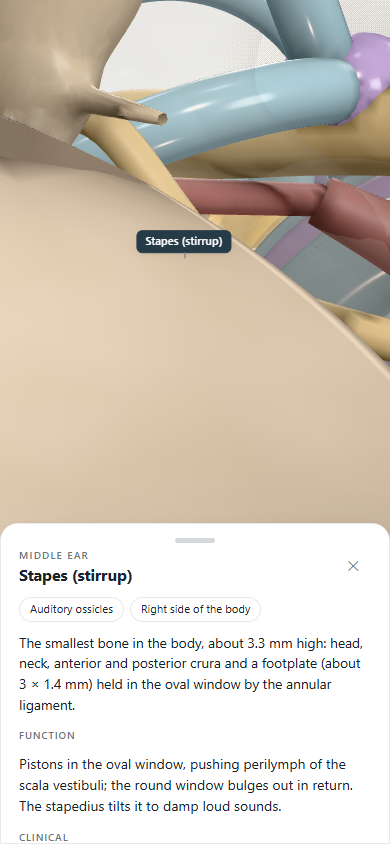 Stapes (stirrup)
MIDDLE EAR
Stapes (stirrup)
Auditory ossicles
Right side of the body
The smallest bone in the body, about 3.3 mm high: head,
neck, anterior and posterior crura and a footplate (about
3 × 1.4 mm) held in the oval window by the annular
ligament.
FUNCTION
Pistons in the oval window, pushing perilymph of the
scala vestibuli; the round window bulges out in return.
The stapedius tilts it to damp loud sounds.
CLINICAL